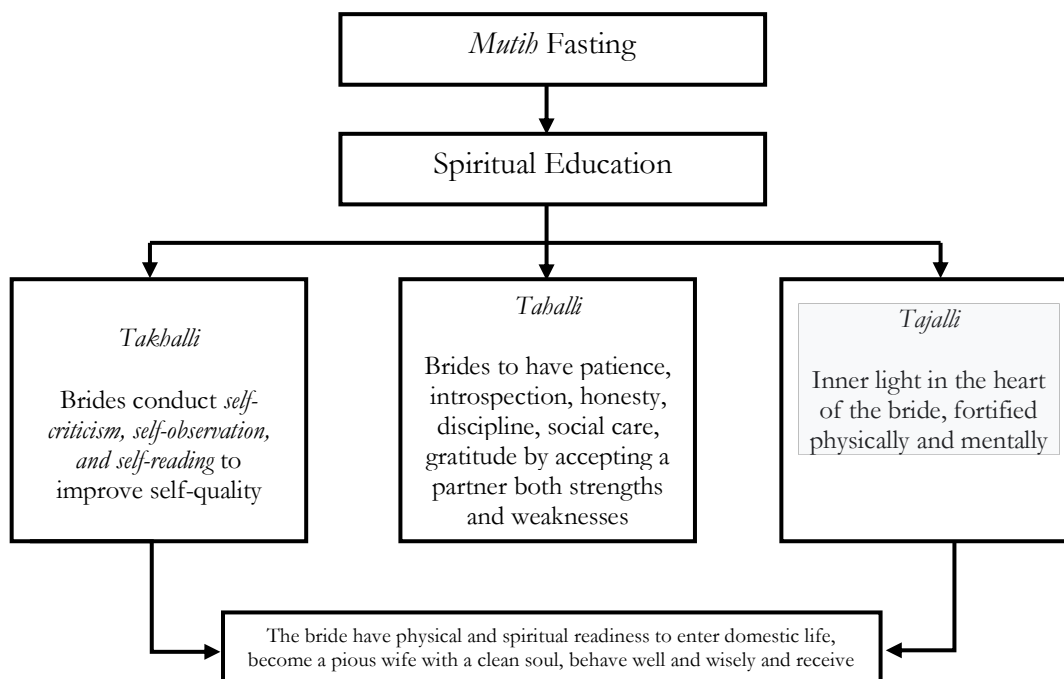 Mutih Fasting
Spiritual Education
Takhalli
Brides conduct self-
criticism, self-observation,
and self-reading to
improve self-quality
Tahalli
Brides to have patience,
introspection, honesty,
discipline, social care,
gratitude by accepting a
partner both strengths
and weaknesses
Tajalli
Inner light in the heart
of the bride, fortified
physically and mentally
The bride have physical and spiritual readiness to enter domestic life,
become a pious wife with a clean soul, behave well and wisely and receive